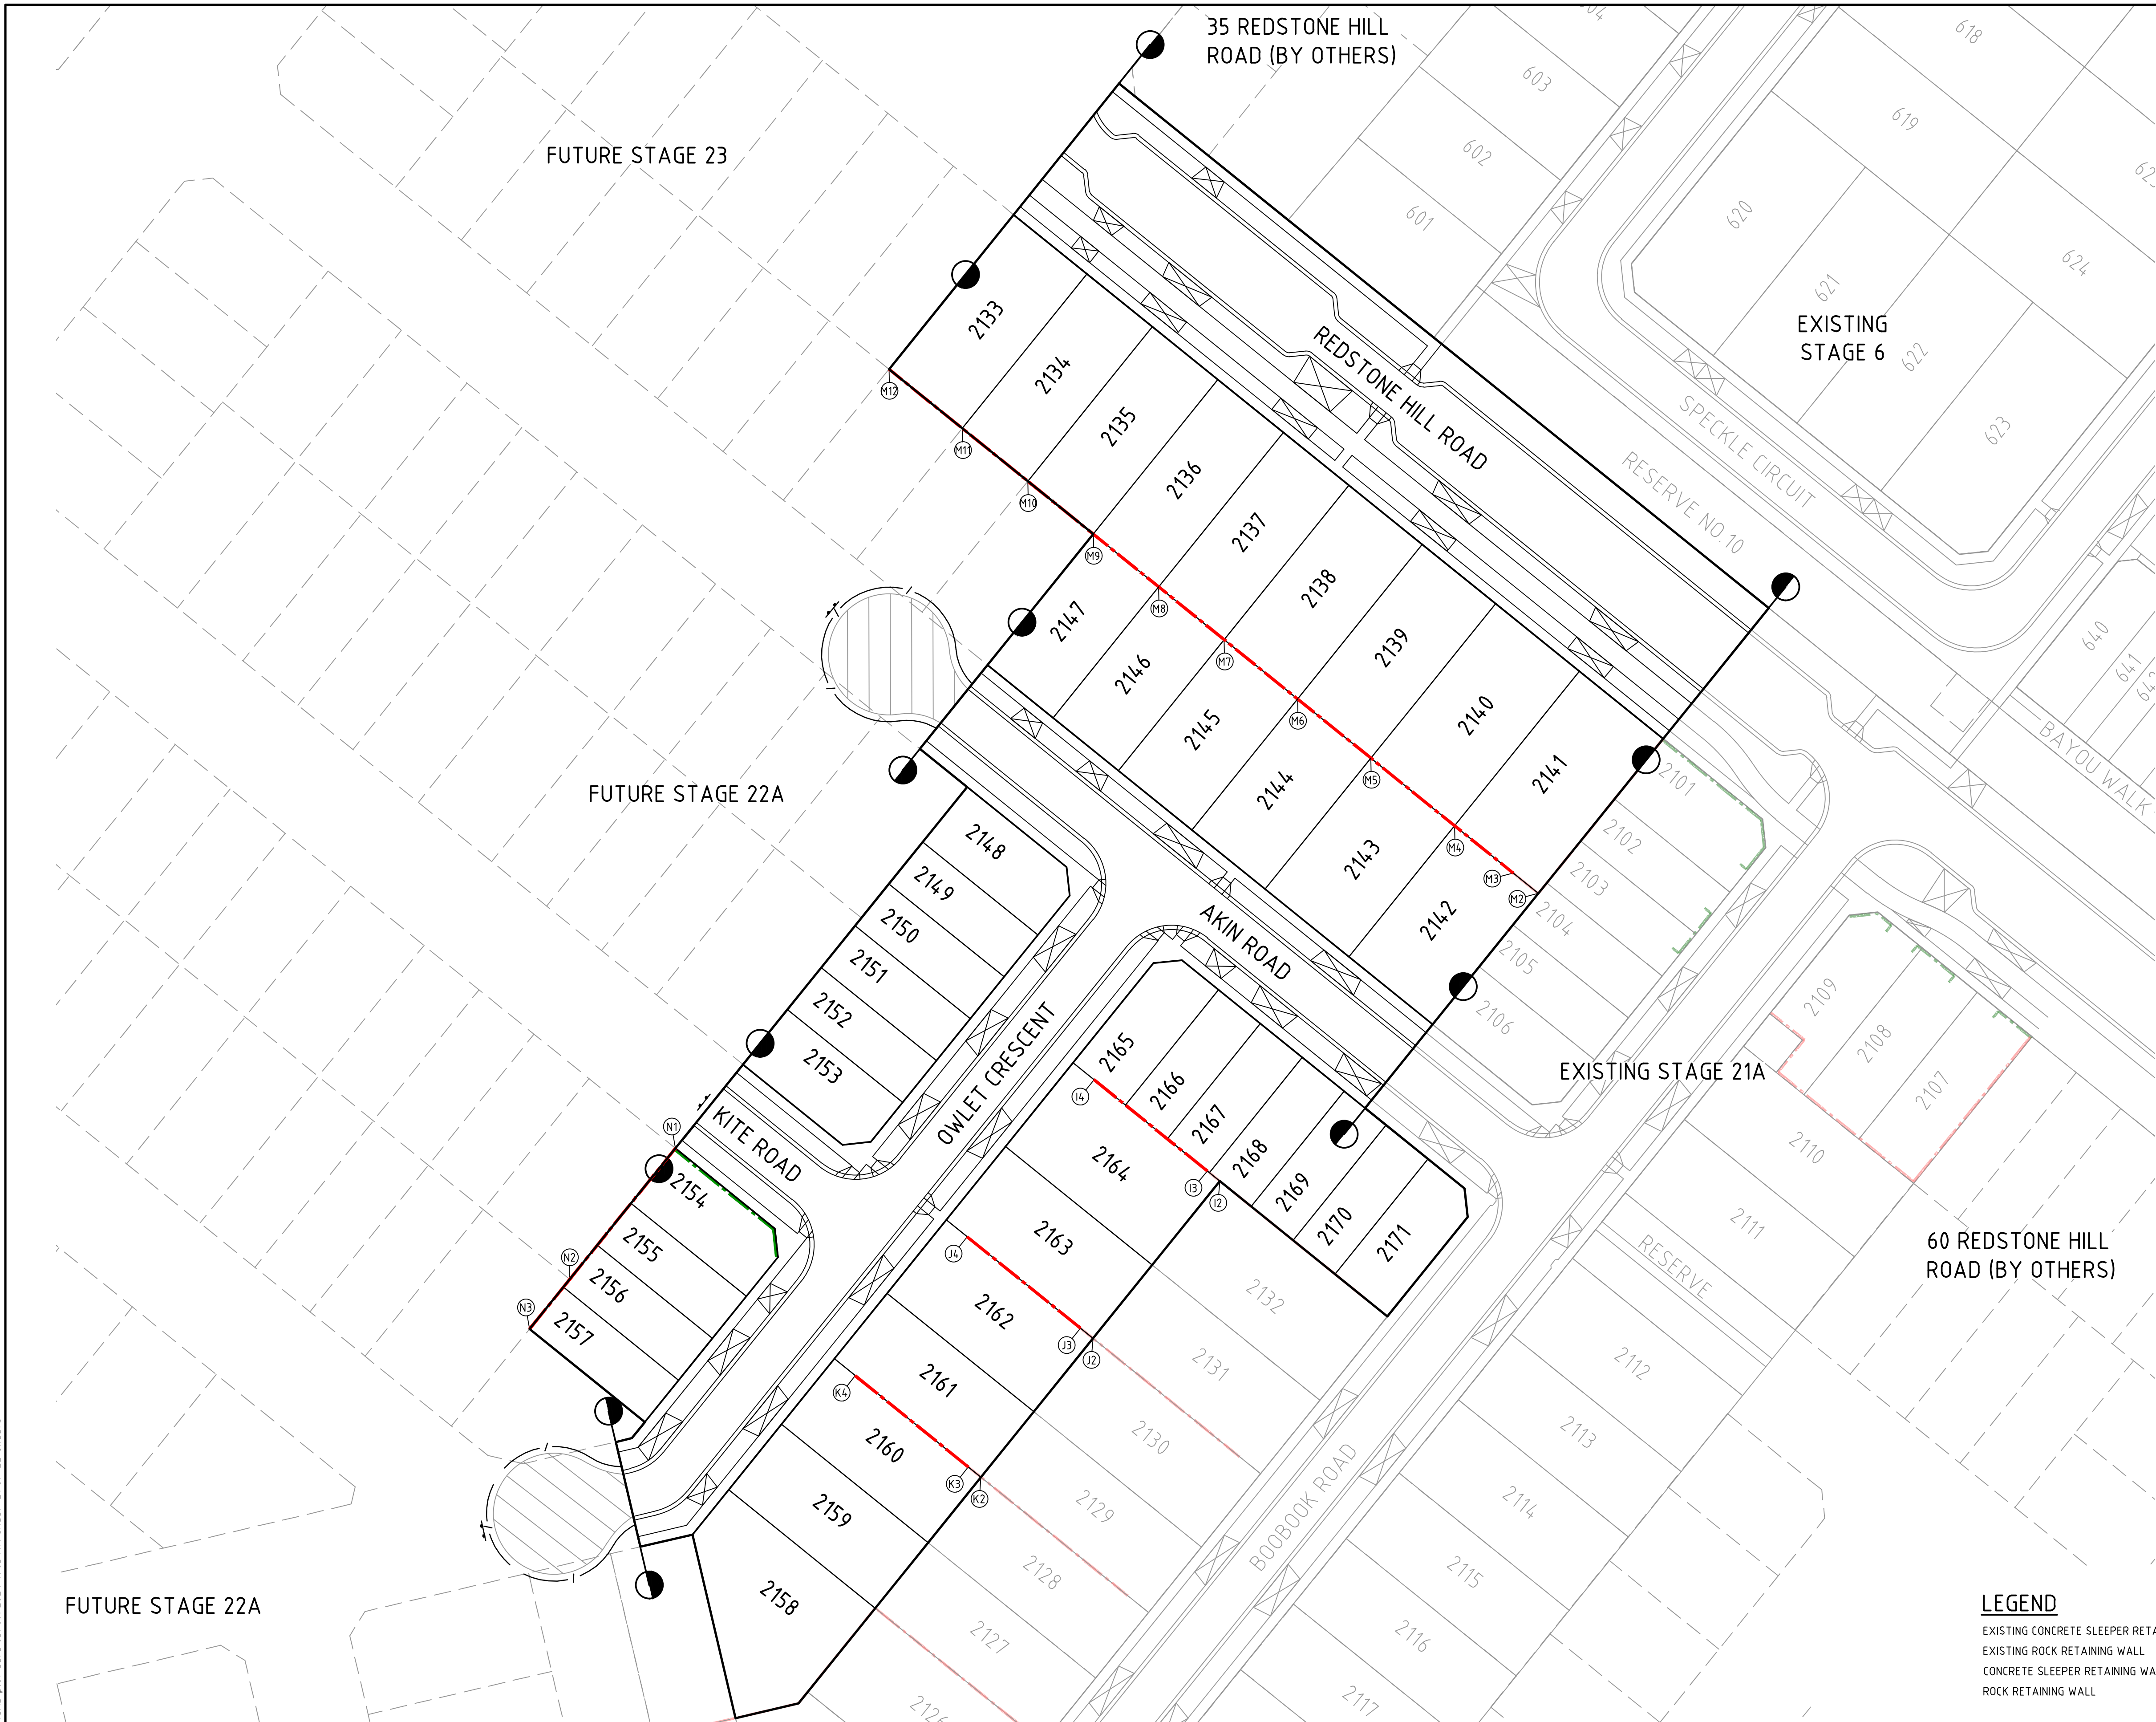 35 REDSTONE HILL
ROAD (BY OTHERS)
FUTURE STAGE 23
603
602
601
618
619
620
621
622
623
624
EXISTING
STAGE 6
REDSTONE HILL ROAD
SPECKLE CIRCUIT
RESERVE NO.10
2133
2134
2135
2136
2137
2138
2139
2140
2141
M12
M11
M10
M9
M8
M7
M6
M5
M4
M3
M2
2147
2146
2145
2144
2143
2142
640
641
BAYOU WALK
FUTURE STAGE 22A
2101
2102
2103
2104
2105
2106
2148
2149
2150
2151
2152
2153
AKIN ROAD
OWLET CRESCENT
KITE ROAD
EXISTING STAGE 21A
2109
2108
2107
2165
2166
2167
2168
2169
2170
2171
I4
I3
I2
N1
N2
N3
2154
2155
2156
2157
2164
2163
2162
2161
2160
2159
2158
J4
J3
J2
K4
K3
K2
2110
2111
RESERVE
60 REDSTONE HILL
ROAD (BY OTHERS)
2132
2131
2130
2129
2128
2127
2126
BOOBOOK ROAD
2112
2113
2114
2115
2116
2117
FUTURE STAGE 22A
LEGEND
EXISTING CONCRETE SLEEPER
EXISTING ROCK RETAINING WALL
CONCRETE SLEEPER RETAINING
ROCK RETAINING WALL